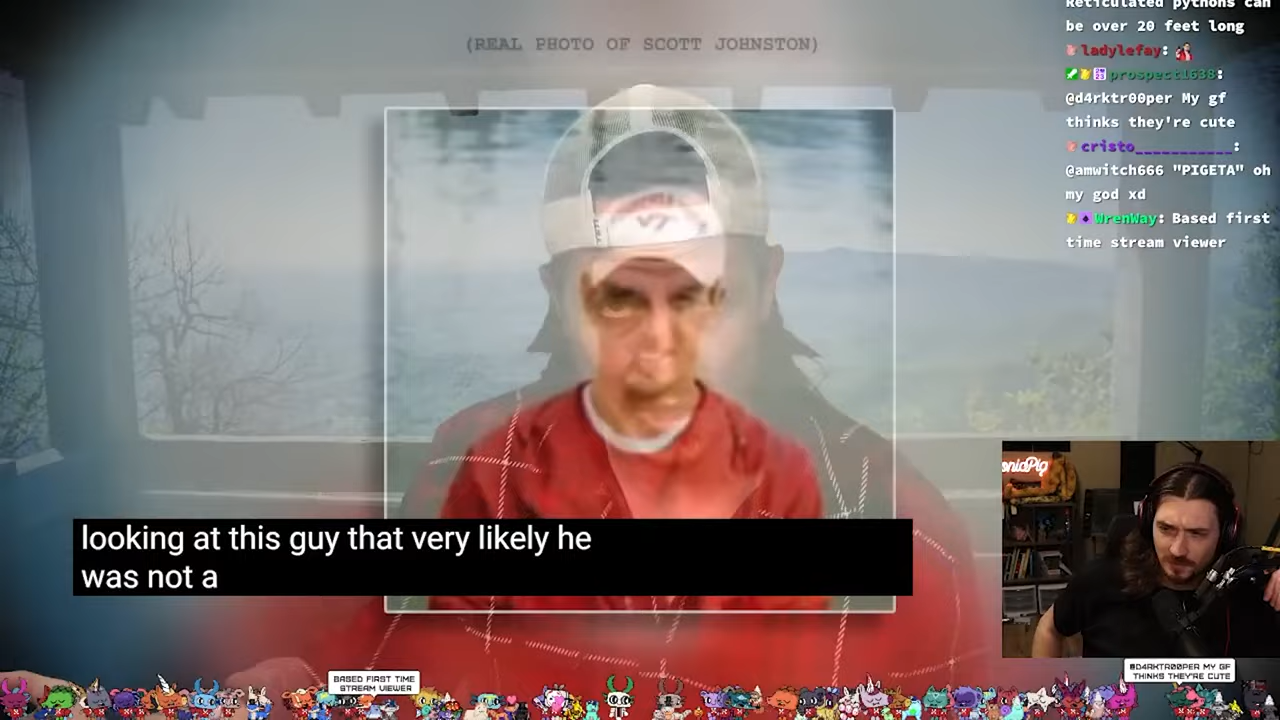 (REAL PHOTO OF SCOTT JOHNSTON)
Reticulated pythons can
be over 20 feet long
ladylefay:
prospect1638:
@d4rktr00per My gf
thinks they're cute
cristo___________:
@amwitch666 "PIGETA" oh
my god xd
WrenWay: Based first
time stream viewer
looking at this guy that very likely he
was not a
BASED FIRST TIME
STREAM VIEWER
@D4RKTR00PER MY GF
THINKS THEY'RE CUTE